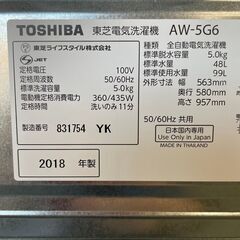 TOSHIBA 東芝電気洗濯機 AW-5G6
東芝ライフスタイル株式会社
JET
定格電圧 100V
定格周波数 50/60Hz
定格洗濯容量 5.0kg
電動機定格消費電力 360/435W
目安時間 洗いのみ11分
製造番号 831754 YK
2018 年製
種類 全自動電気洗濯機
標準脱水容量 5.0kg
標準水量 48L
標準使用水量 99L
外形寸法 幅 563mm
奥行 580mm
高さ 957mm
50/60Hz 共用
日本国内専用
Use only in Japan
MADE IN THAILAND